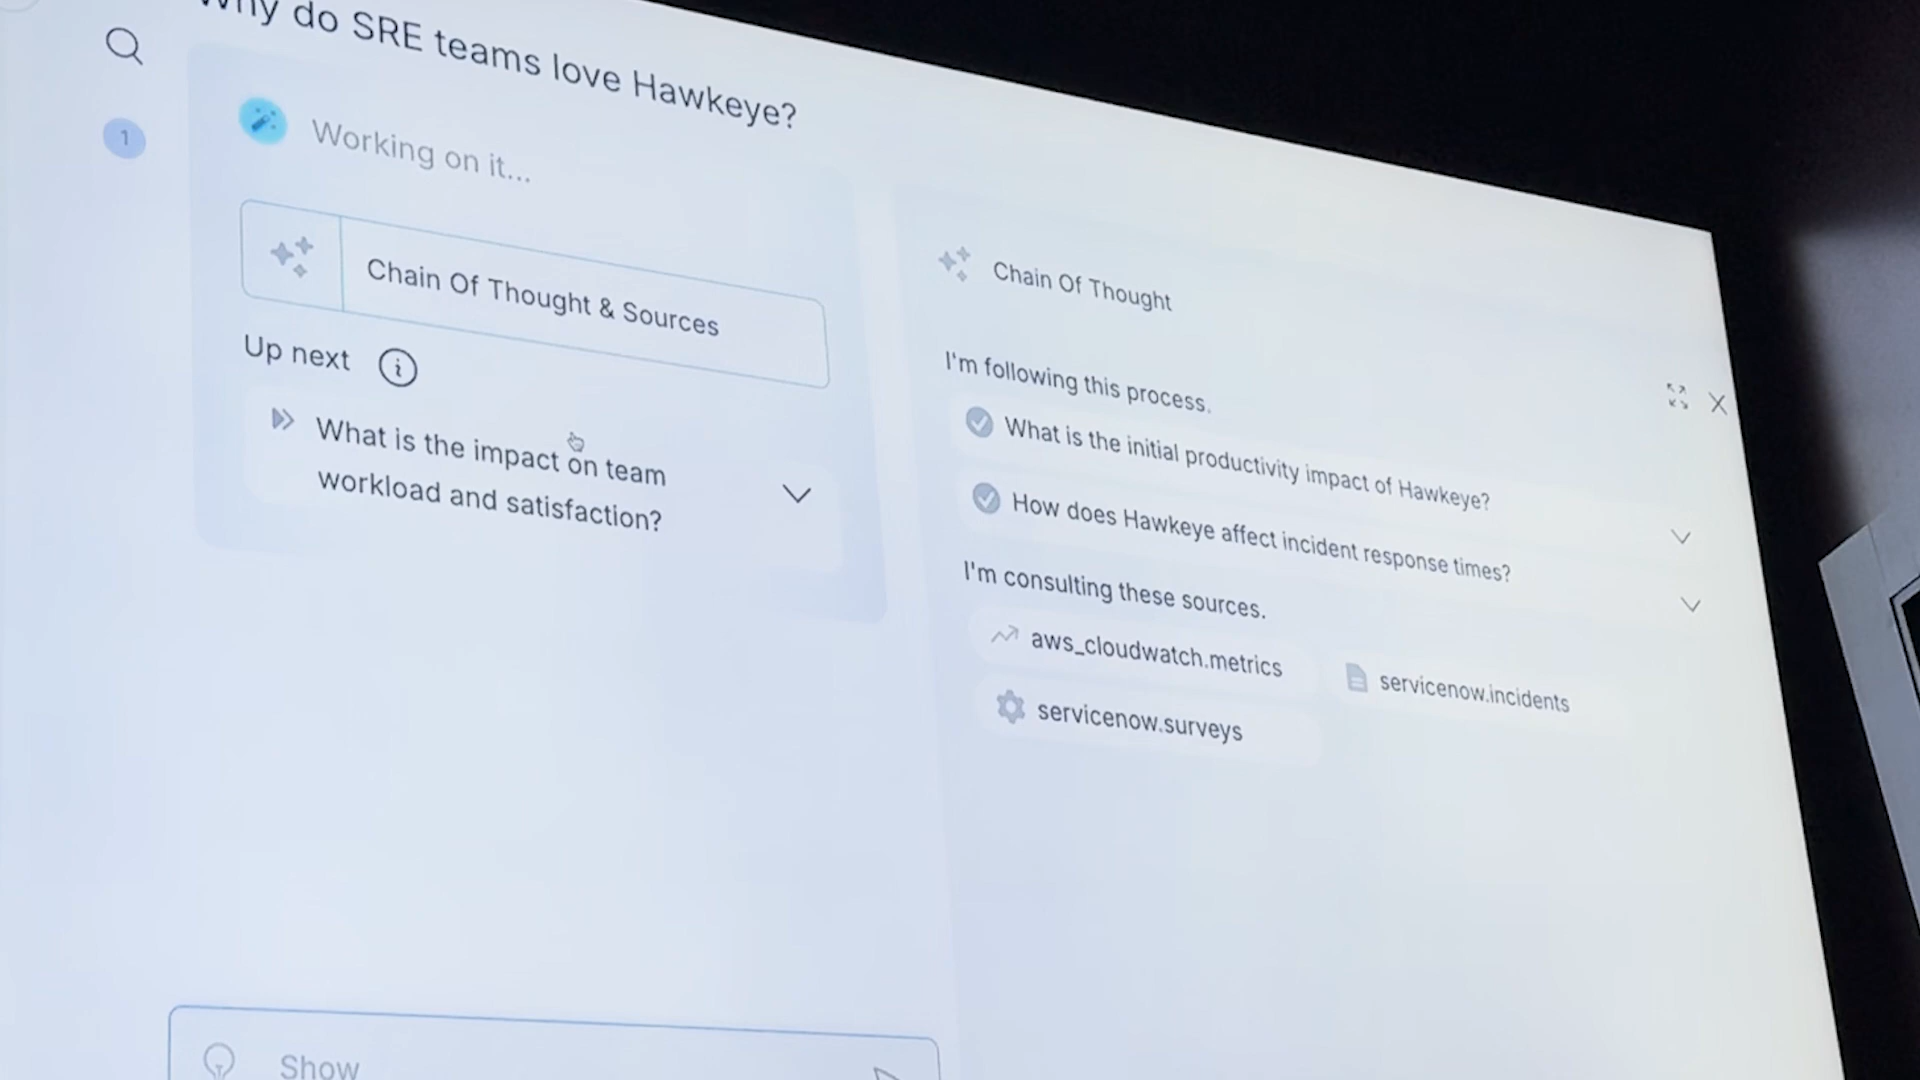 Why do SRE teams love Hawkeye?
1
Working on it...
Chain Of Thought & Sources
Up next
What is the impact on team
workload and satisfaction?
Show
Chain Of Thought
I'm following this process.
What is the initial productivity impact of Hawkeye?
How does Hawkeye affect incident response times?
I'm consulting these sources.
aws_cloudwatch.metrics
servicenow.incidents
servicenow.surveys